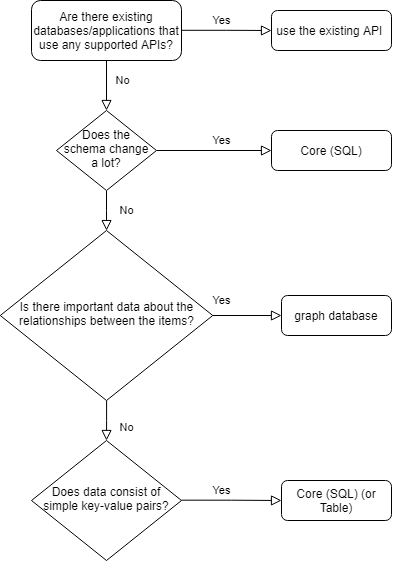 Are there existing
databases/applications that
use any supported APIs?
Yes
use the existing API
No
Does the
schema change
a lot?
Yes
Core (SQL)
No
Is there important data about the
relationships between the items?
Yes
graph database
No
Does data consist of
simple key-value pairs?
Yes
Core (SQL) (or
Table)